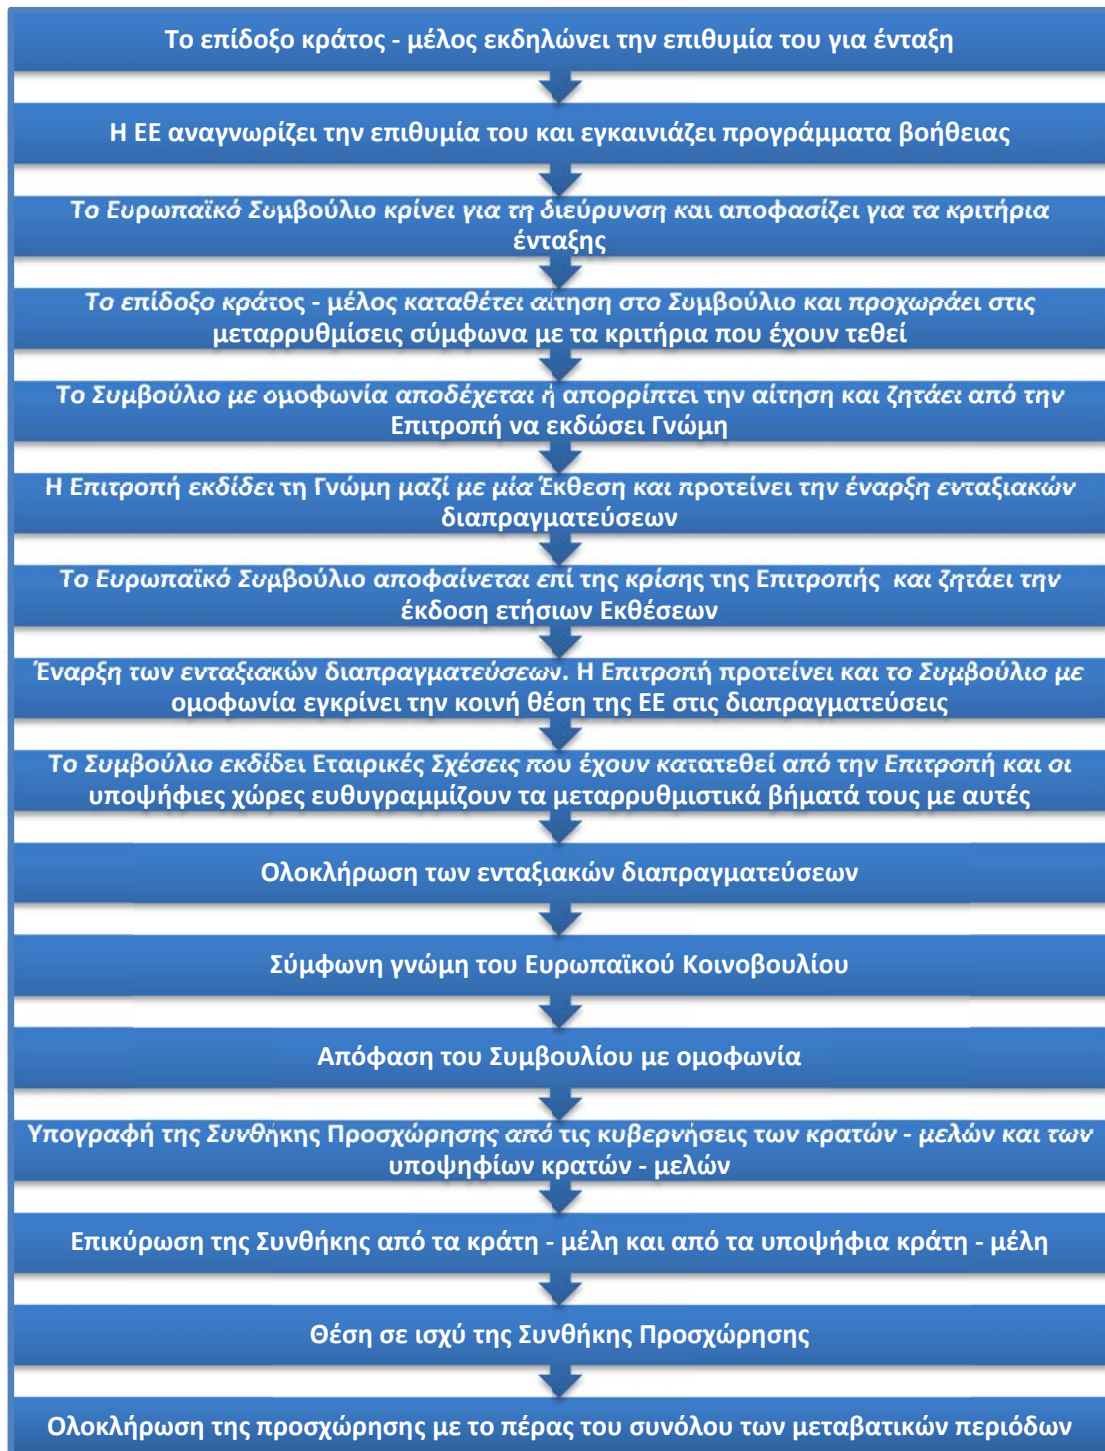 Το επίδοξο κράτος - μέλος εκδηλώνει την επιθυμία του για ένταξη
Η ΕΕ αναγνωρίζει την επιθυμία του και εγκαινιάζει προγράμματα βοήθειας
Το Ευρωπαϊκό Συμβούλιο κρίνει για τη διεύρυνση και αποφασίζει για τα κριτήρια
ένταξης
Το επίδοξο κράτος - μέλος καταθέτει αίτηση στο Συμβούλιο και προχωράει στις
μεταρρυθμίσεις σύμφωνα με τα κριτήρια που έχουν τεθεί
Το Συμβούλιο με ομοφωνία αποδέχεται ή απορρίπτει την αίτηση και ζητάει από την
Επιτροπή να εκδώσει Γνώμη
Η Επιτροπή εκδίδει τη Γνώμη μαζί με μία Έκθεση και προτείνει την έναρξη ενταξιακών
διαπραγματεύσεων
Το Ευρωπαϊκό Συμβούλιο αποφαίνεται επί της κρίσης της Επιτροπής και ζητάει την
έκδοση ετήσιων Εκθέσεων
Έναρξη των ενταξιακών διαπραγματεύσεων. Η Επιτροπή προτείνει και το Συμβούλιο με
ομοφωνία εγκρίνει την κοινή θέση της ΕΕ στις διαπραγματεύσεις
Το Συμβούλιο εκδίδει Εταιρικές Σχέσεις που έχουν κατατεθεί από την Επιτροπή και οι
υποψήφιες χώρες ευθυγραμμίζουν τα μεταρρυθμιστικά βήματά τους με αυτές
Ολοκλήρωση των ενταξιακών διαπραγματεύσεων
Σύμφωνη γνώμη του Ευρωπαϊκού Κοινοβουλίου
Απόφαση του Συμβουλίου με ομοφωνία
Υπογραφή της Συνθήκης Προσχώρησης από τις κυβερνήσεις των κρατών - μελών και των
υποψηφίων κρατών - μελών
Επικύρωση της Συνθήκης από τα κράτη - μέλη και από τα υποψήφια κράτη - μέλη
Θέση σε ισχύ της Συνθήκης Προσχώρησης
Ολοκλήρωση της προσχώρησης με το πέρας του συνόλου των μεταβατικών περιόδων